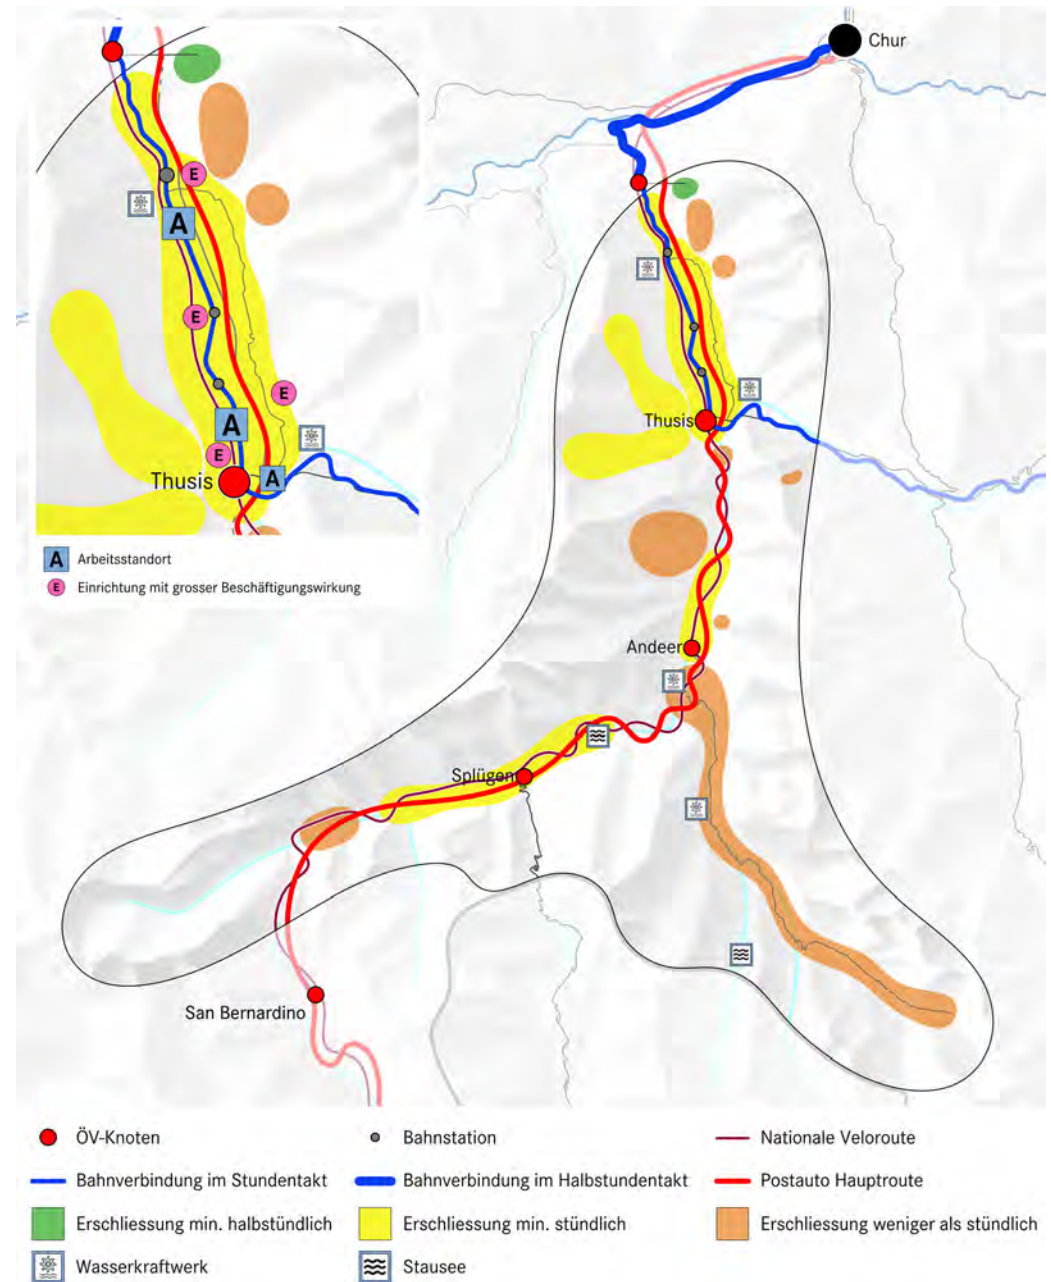 Chur
E
A
E
E
A
E
Thusis
A
A Arbeitsstandort
E Einrichtung mit grosser Beschäftigungswirkung
Thusis
Andeer
Splügen
San Bernardino
ÖV-Knoten
Bahnstation
Nationale Veloroute
Bahnverbindung im Stundentakt
Bahnverbindung im Halbstundentakt
Postauto Hauptroute
Erschliessung min. halbstündlich
Erschliessung min. stündlich
Erschliessung weniger als stündlich
Wasserkraftwerk
Stausee